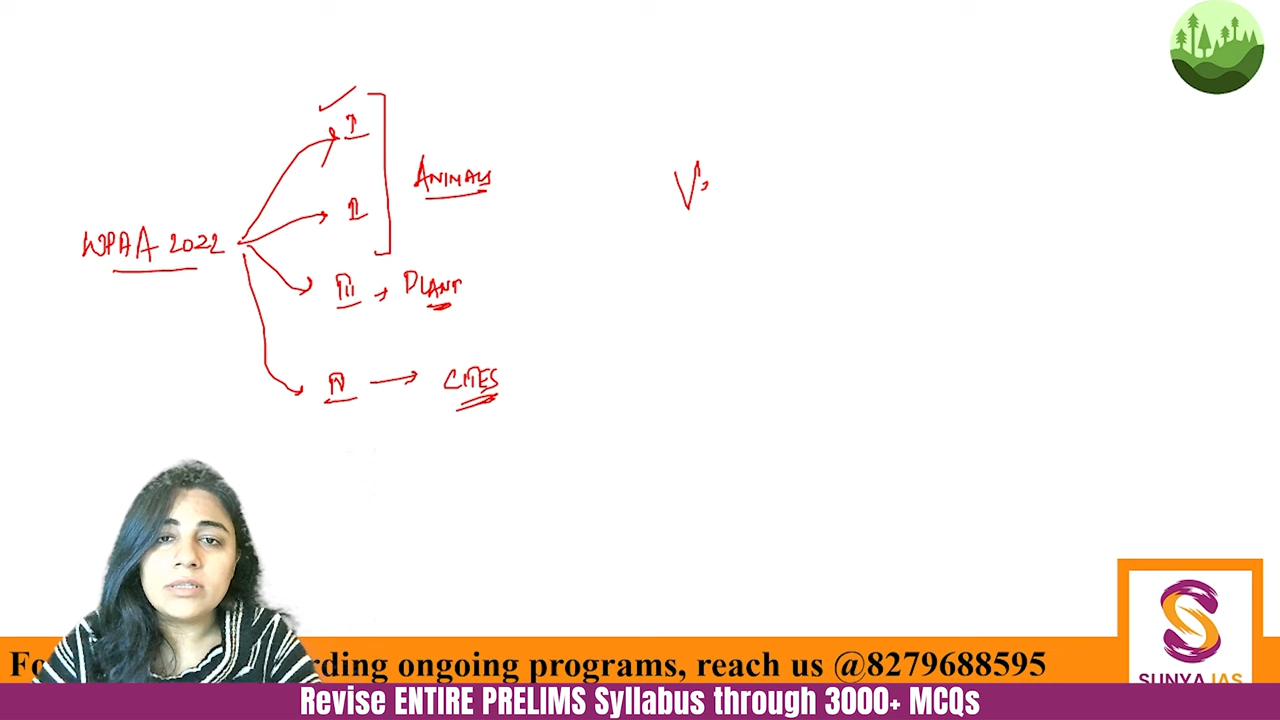 I
ANIMALS
II
WPAA 2022
III → PLANT
IV → CITES
Fo rding ongoing programs, reach us @8279688595
SUNYA IAS
Revise ENTIRE PRELIMS Syllabus through 3000+ MCQs